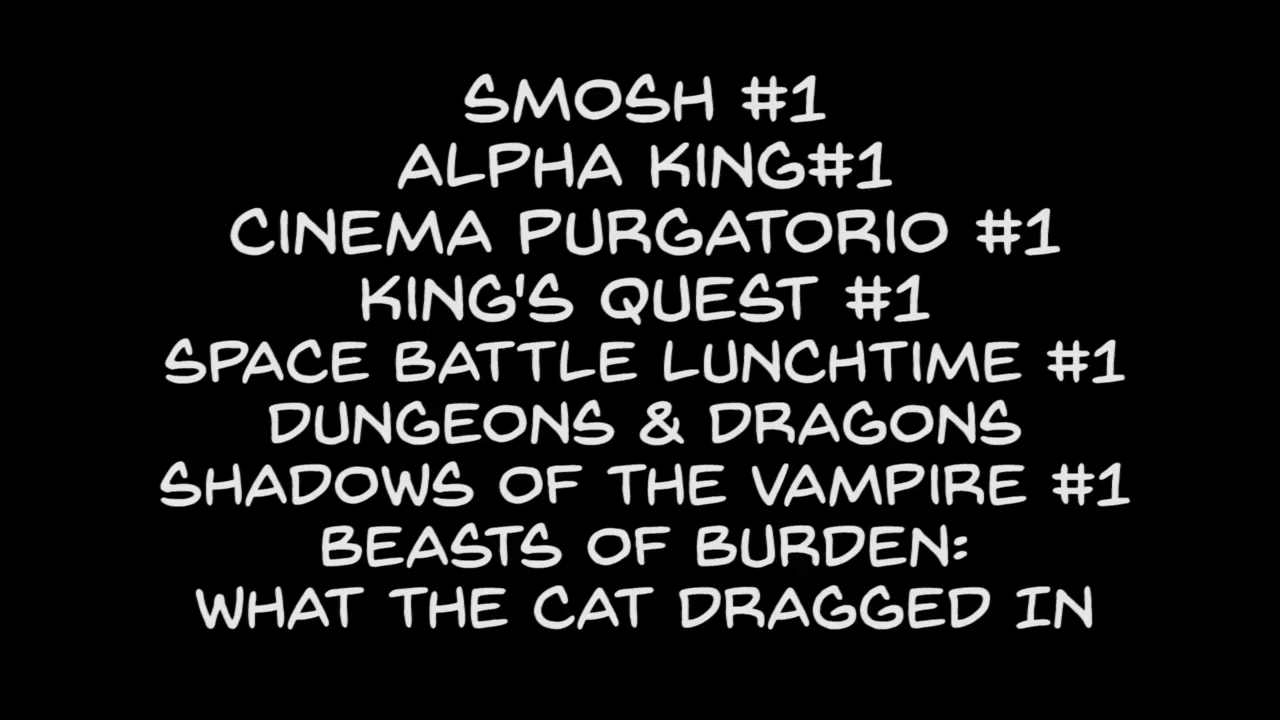 SMOSH #1
ALPHA KING#1
CINEMA PURGATORIO #1
KING'S QUEST #1
SPACE BATTLE LUNCHTIME #1
DUNGEONS & DRAGONS
SHADOWS OF THE VAMPIRE #1
BEASTS OF BURDEN:
WHAT THE CAT DRAGGED IN